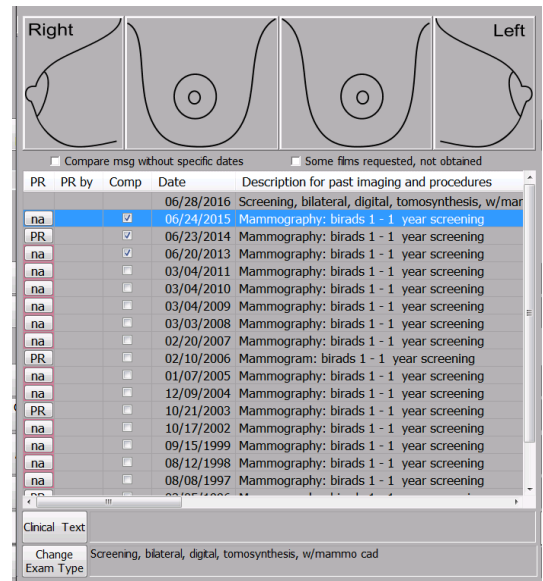 Right Left
Compare msg without specific dates Some films requested, not obtained
PR PR by Comp Date Description for past imaging and procedures
06/28/2016 Screening, bilateral, digital, tomosynthesis, w/mar
na 06/24/2015 Mammography: birads 1 - 1 year screening
PR 06/23/2014 Mammography: birads 1 - 1 year screening
na 06/20/2013 Mammography: birads 1 - 1 year screening
na 03/04/2011 Mammography: birads 1 - 1 year screening
na 03/04/2010 Mammography: birads 1 - 1 year screening
na 03/04/2009 Mammography: birads 1 - 1 year screening
na 03/03/2008 Mammography: birads 1 - 1 year screening
na 02/20/2007 Mammography: birads 1 - 1 year screening
PR 02/10/2006 Mammogram: birads 1 - 1 year screening
na 01/07/2005 Mammography: birads 1 - 1 year screening
na 12/09/2004 Mammography: birads 1 - 1 year screening
PR 10/21/2003 Mammography: birads 1 - 1 year screening
na 10/17/2002 Mammography: birads 1 - 1 year screening
na 09/15/1999 Mammography: birads 1 - 1 year screening
na 08/12/1998 Mammography: birads 1 - 1 year screening
na 08/08/1997 Mammography: birads 1 - 1 year screening
Clinical Text
Change Screening, bilateral, digital, tomosynthesis, w/mammo cad
Exam Type